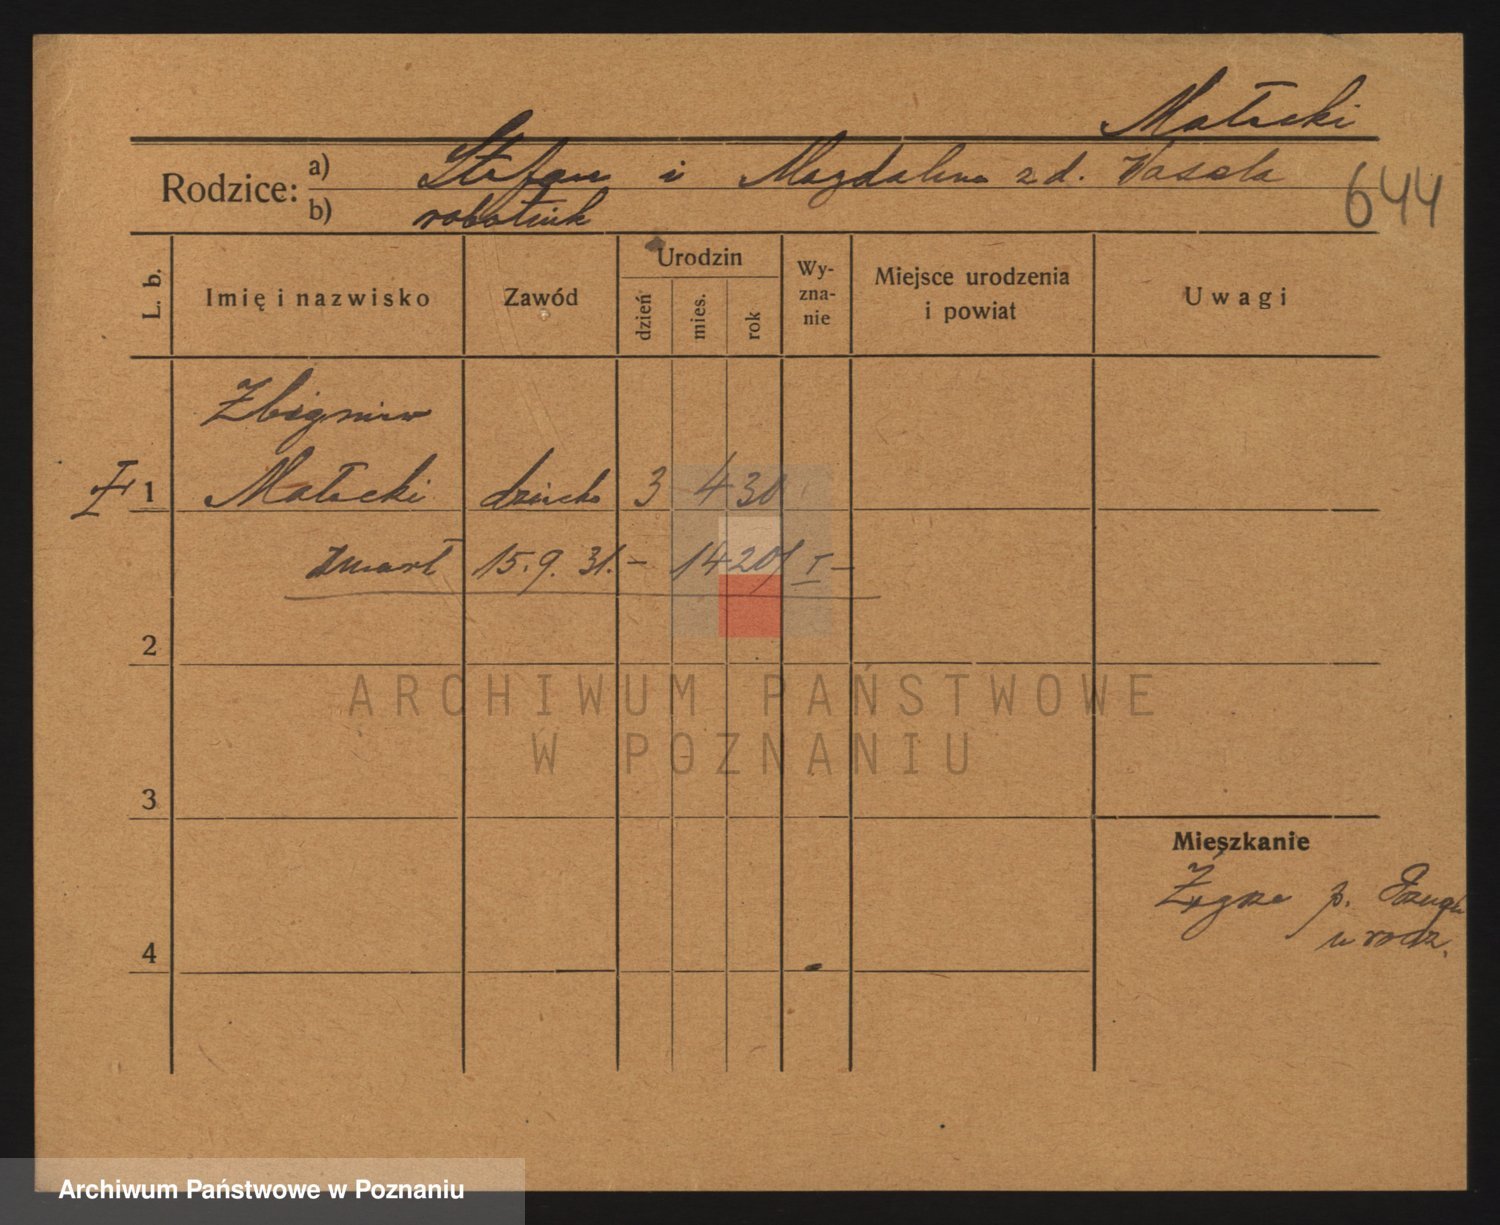 Małecki
Rodzice: a) Stefan i Magdalena z d. Wasela
b) robotnik
644
L. b. Imię i nazwisko Zawód Urodzin dzień mies. rok Wy-zna-nie Miejsce urodzenia i powiat Uwagi
Zbigniew
1 Małecki dziecko 3 4 30
zmarł 15.9.31. – 1420/I –
2
ARCHIWUM PAŃSTWOWE
W POZNANIU
3
Mieszkanie
p.
u rodz.
4
Archiwum Państwowe w Poznaniu